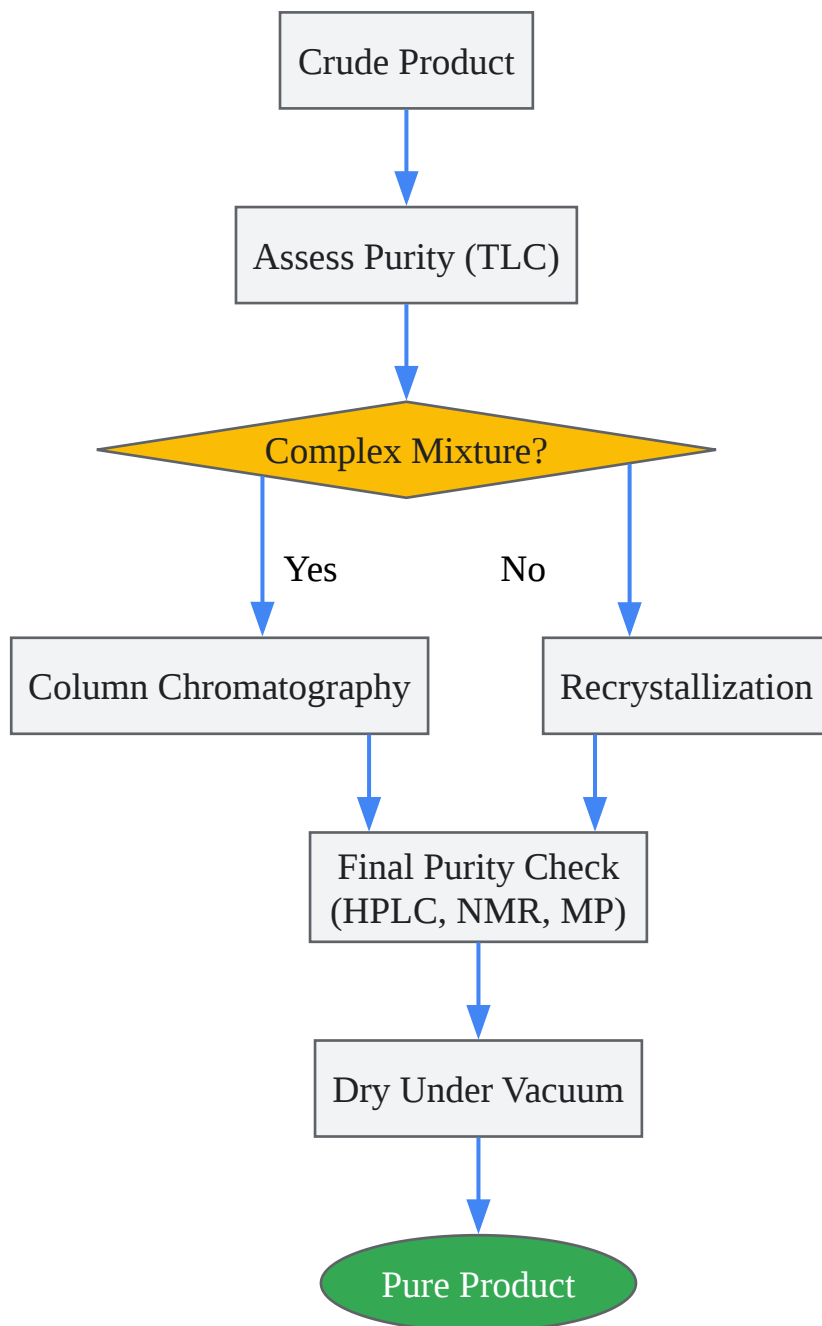 Crude Product
Assess Purity (TLC)
Complex Mixture?
Yes
No
Column Chromatography
Recrystallization
Final Purity Check
(HPLC, NMR, MP)
Dry Under Vacuum
Pure Product